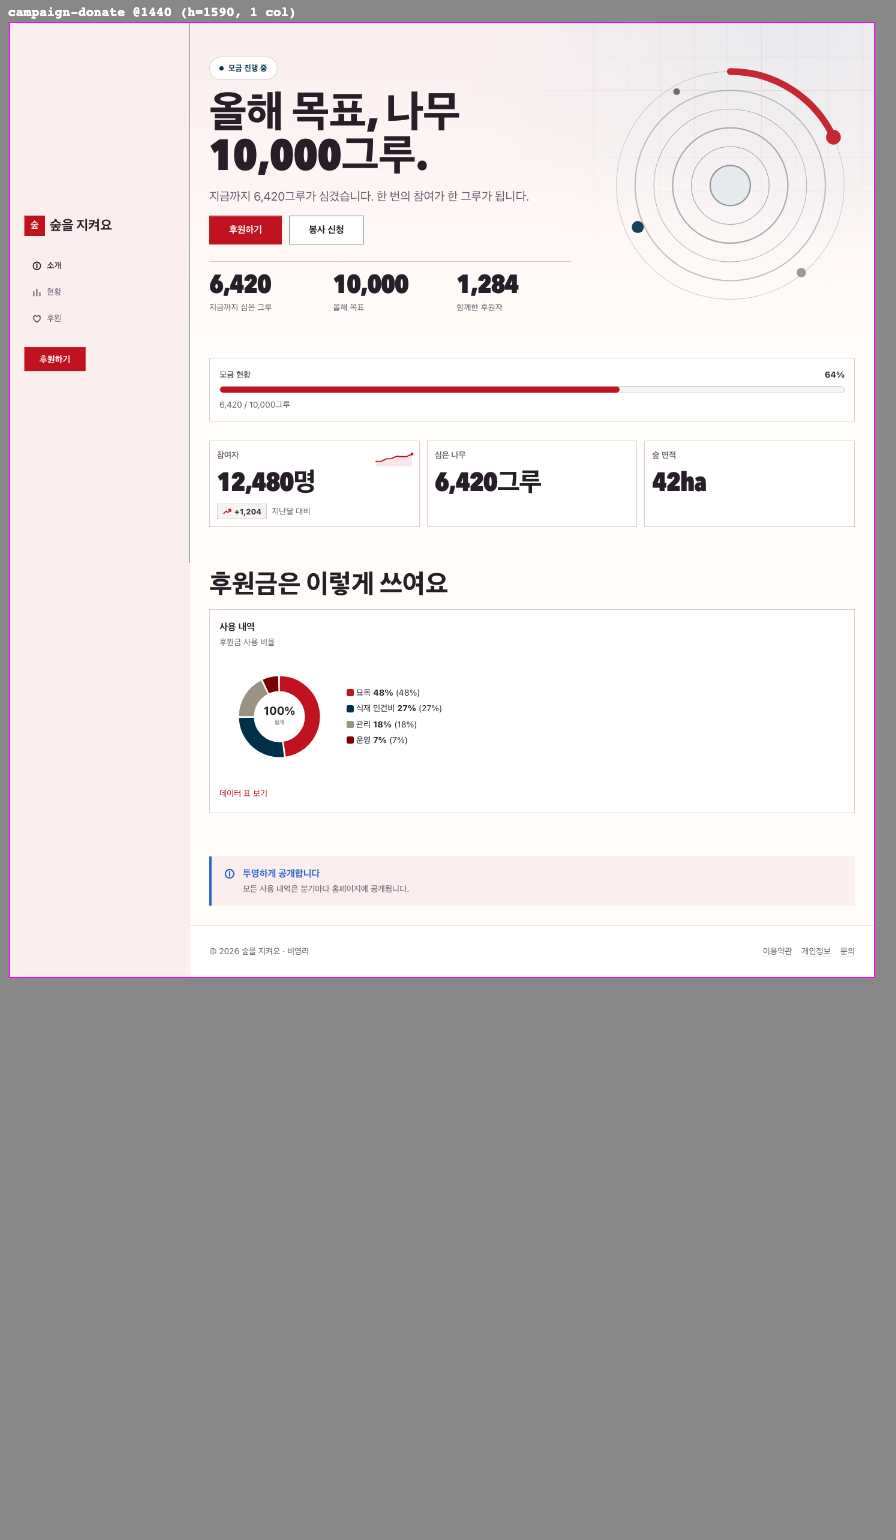 campaign-donate @1440 (h=1590, 1 col)
숲 숲을 지켜요
소개
현황
후원
후원하기
모금 진행 중
올해 목표, 나무
10,000그루.
지금까지 6,420그루가 심겼습니다. 한 번의 참여가 한 그루가 됩니다.
후원하기 봉사 신청
6,420 10,000 1,284
지금까지 심은 그루 올해 목표 함께한 후원자
모금 현황 64%
6,420 / 10,000그루
참여자
12,480명
+1,204 지난달 대비
심은 나무
6,420그루
숲 면적
42ha
후원금은 이렇게 쓰여요
사용 내역
후원금 사용 비율
100%
합계
묘목 48% (48%)
식재 인건비 27% (27%)
관리 18% (18%)
운영 7% (7%)
데이터 표 보기
투명하게 공개합니다
모든 사용 내역은 분기마다 홈페이지에 공개됩니다.
© 2026 숲을 지켜요 · 비영리
이용약관 개인정보 문의